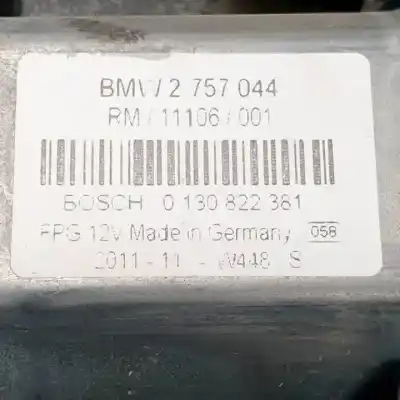 BMW 2 757 044
RM / 11106 / 001
BOSCH 0 130 822 381
FPG 12V Made in Germany 058
2011 - 11 - W448 S